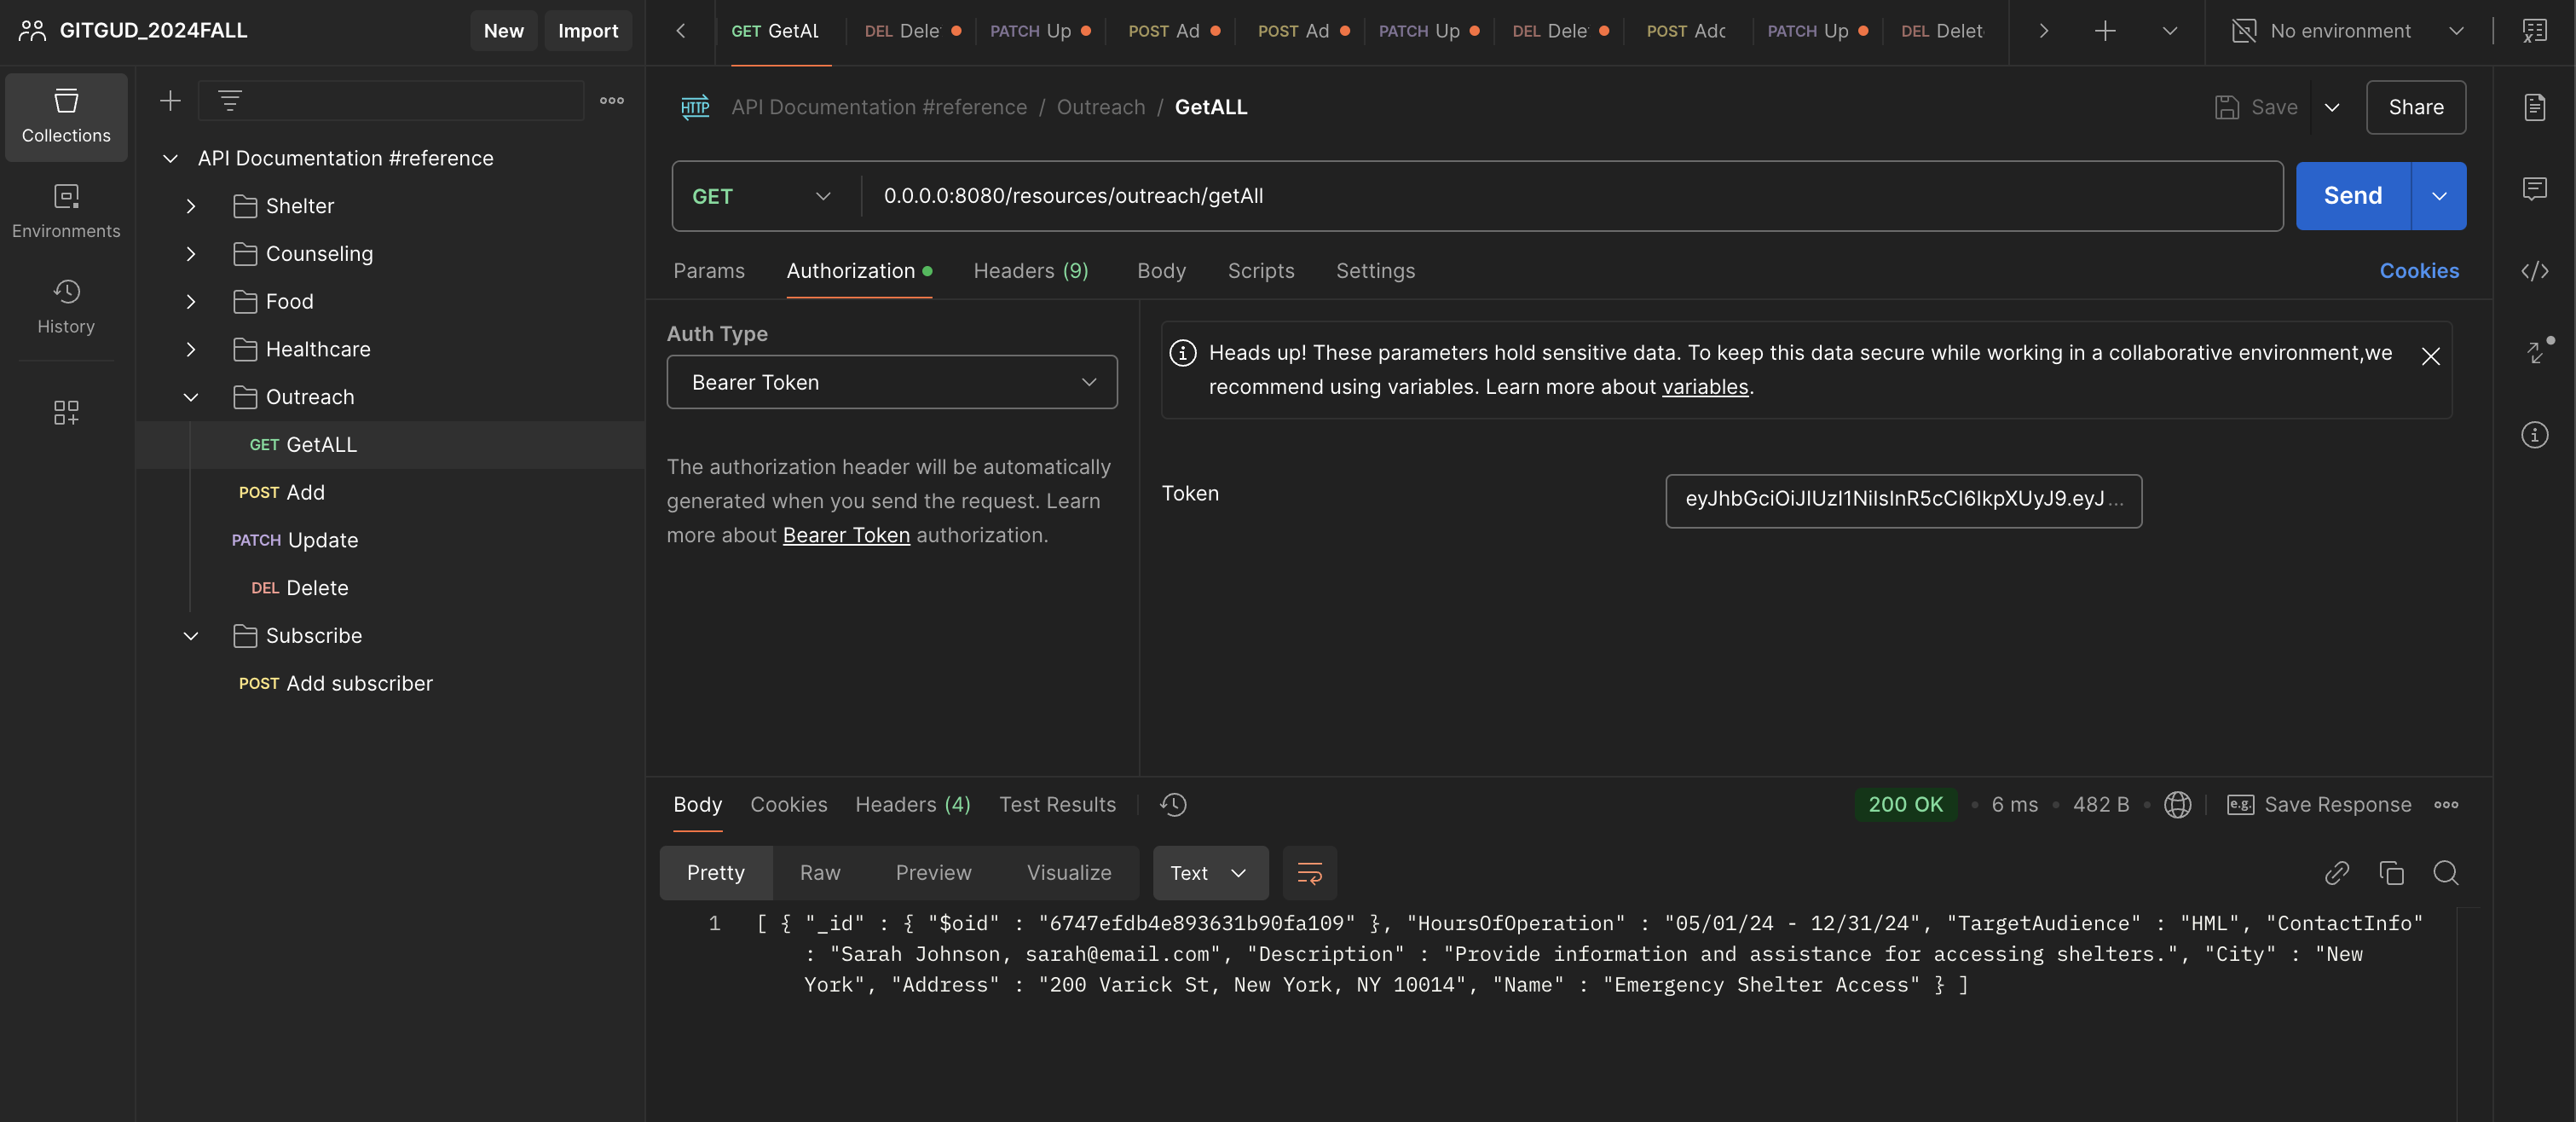 GITGUD_2024FALL
New
Import
GET GetAL
DEL Dele
PATCH Up
POST Ad
POST Ad
PATCH Up
DEL Dele
POST Adc
PATCH Up
DEL Delet
No environment
Collections
Environments
History
API Documentation #reference
Shelter
Counseling
Food
Healthcare
Outreach
GET GetALL
POST Add
PATCH Update
DEL Delete
Subscribe
POST Add subscriber
HTTP API Documentation #reference / Outreach / GetALL
Save
Share
GET
0.0.0.0:8080/resources/outreach/getAll
Send
Params
Authorization
Headers (9)
Body
Scripts
Settings
Cookies
Auth Type
Bearer Token
The authorization header will be automatically
generated when you send the request. Learn
more about Bearer Token authorization.
Heads up! These parameters hold sensitive data. To keep this data secure while working in a collaborative environment,we
recommend using variables. Learn more about variables.
Token
eyJhbGciOiJIUzI1NiIsInR5cCI6IkpXUyJ9.eyJ...
Body
Cookies
Headers (4)
Test Results
200 OK
6 ms
482 B
e.g. Save Response
Pretty
Raw
Preview
Visualize
Text
1 [ { "_id" : { "$oid" : "6747efdb4e893631b90fa109" }, "HoursOfOperation" : "05/01/24 - 12/31/24", "TargetAudience" : "HML", "ContactInfo"
: "Sarah Johnson, sarah@email.com", "Description" : "Provide information and assistance for accessing shelters.", "City" : "New
York", "Address" : "200 Varick St, New York, NY 10014", "Name" : "Emergency Shelter Access" } ]